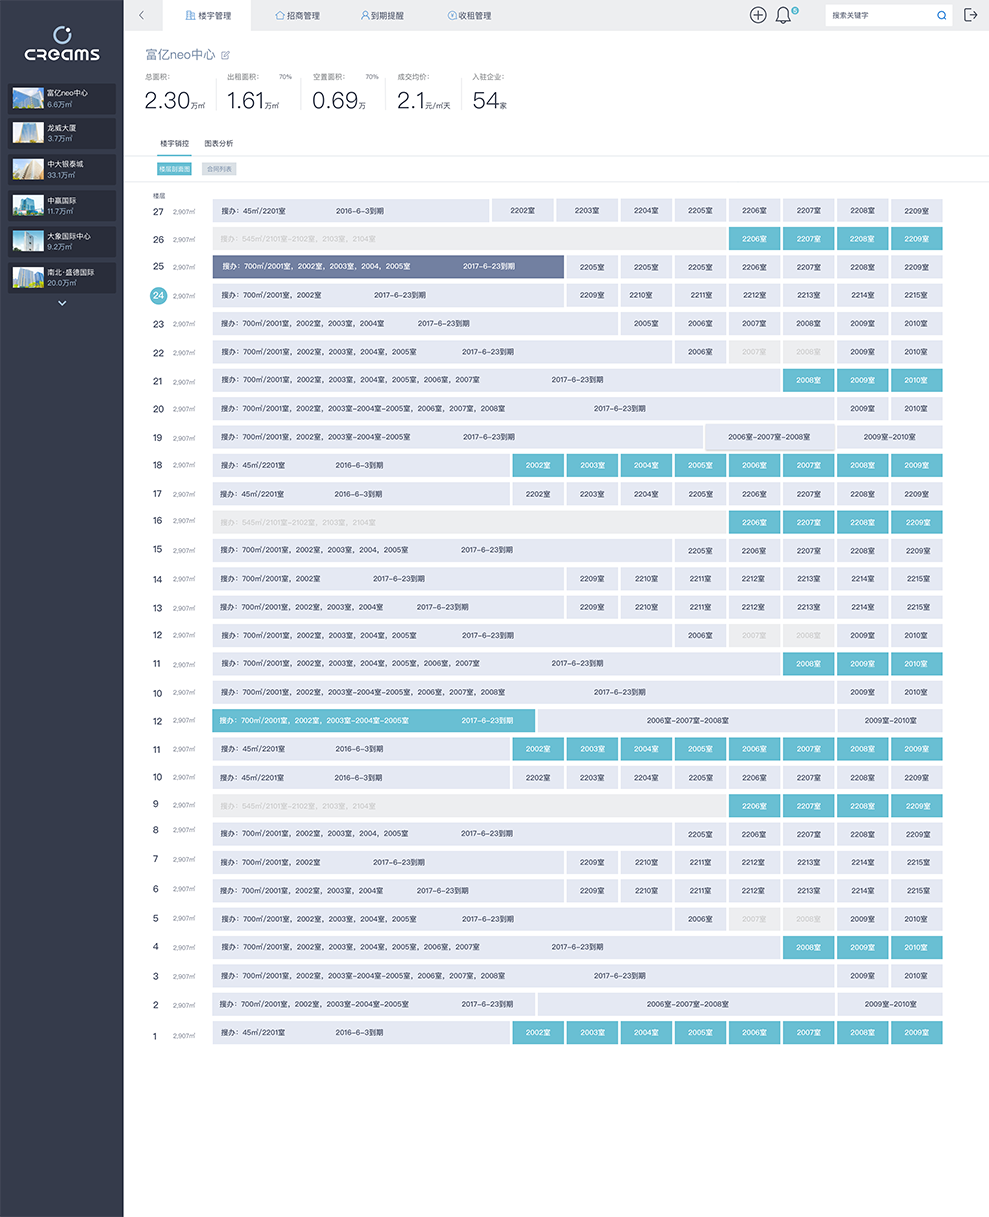 CREAMS
富亿neo中心
6.6万㎡
龙威大厦
3.7万㎡
中大银泰城
33.1万㎡
中赢国际
11.7万㎡
大象国际中心
9.2万㎡
南北·盛德国际
20.0万㎡
楼宇管理 招商管理 到期提醒 收租管理 5 搜索关键字
富亿neo中心
总面积: 出租面积: 70% 空置面积: 70% 成交均价: 入驻企业:
2.30万㎡ 1.61万㎡ 0.69万 2.1元/㎡天 54家
楼宇销控 图表分析
楼层剖面图 合同列表
楼层
27 2,907㎡ 搜办：45㎡/2201室 2016-6-3到期 2202室 2203室 2204室 2205室 2206室 2207室 2208室 2209室
26 2,907㎡ 搜办：545㎡/2101室-2102室，2103室，2104室 2206室 2207室 2208室 2209室
25 2,907㎡ 搜办：700㎡/2001室，2002室，2003室，2004，2005室 2017-6-23到期 2205室 2205室 2206室 2207室 2208室 2209室
24 2,907㎡ 搜办：700㎡/2001室，2002室 2017-6-23到期 2209室 2210室 2211室 2212室 2213室 2214室 2215室
23 2,907㎡ 搜办：700㎡/2001室，2002室，2003室，2004室 2017-6-23到期 2005室 2006室 2007室 2008室 2009室 2010室
22 2,907㎡ 搜办：700㎡/2001室，2002室，2003室，2004室，2005室 2017-6-23到期 2006室 2007室 2008室 2009室 2010室
21 2,907㎡ 搜办：700㎡/2001室，2002室，2003室，2004室，2005室，2006室，2007室 2017-6-23到期 2008室 2009室 2010室
20 2,907㎡ 搜办：700㎡/2001室，2002室，2003室-2004室-2005室，2006室，2007室，2008室 2017-6-23到期 2009室 2010室
19 2,907㎡ 搜办：700㎡/2001室，2002室，2003室-2004室-2005室 2017-6-23到期 2006室-2007室-2008室 2009室-2010室
18 2,907㎡ 搜办：45㎡/2201室 2016-6-3到期 2002室 2003室 2004室 2005室 2006室 2007室 2008室 2009室
17 2,907㎡ 搜办：45㎡/2201室 2016-6-3到期 2202室 2203室 2204室 2205室 2206室 2207室 2208室 2209室
16 2,907㎡ 搜办：545㎡/2101室-2102室，2103室，2104室 2206室 2207室 2208室 2209室
15 2,907㎡ 搜办：700㎡/2001室，2002室，2003室，2004，2005室 2017-6-23到期 2205室 2206室 2207室 2208室 2209室
14 2,907㎡ 搜办：700㎡/2001室，2002室 2017-6-23到期 2209室 2210室 2211室 2212室 2213室 2214室 2215室
13 2,907㎡ 搜办：700㎡/2001室，2002室，2003室，2004室 2017-6-23到期 2209室 2210室 2211室 2212室 2213室 2214室 2215室
12 2,907㎡ 搜办：700㎡/2001室，2002室，2003室，2004室，2005室 2017-6-23到期 2006室 2007室 2008室 2009室 2010室
11 2,907㎡ 搜办：700㎡/2001室，2002室，2003室，2004室，2005室，2006室，2007室 2017-6-23到期 2008室 2009室 2010室
10 2,907㎡ 搜办：700㎡/2001室，2002室，2003室-2004室-2005室，2006室，2007室，2008室 2017-6-23到期 2009室 2010室
12 2,907㎡ 搜办：700㎡/2001室，2002室，2003室-2004室-2005室 2017-6-23到期 2006室-2007室-2008室 2009室-2010室
11 2,907㎡ 搜办：45㎡/2201室 2016-6-3到期 2002室 2003室 2004室 2005室 2006室 2007室 2008室 2009室
10 2,907㎡ 搜办：45㎡/2201室 2016-6-3到期 2202室 2203室 2204室 2205室 2206室 2207室 2208室 2209室
9 2,907㎡ 搜办：545㎡/2101室-2102室，2103室，2104室 2206室 2207室 2208室 2209室
8 2,907㎡ 搜办：700㎡/2001室，2002室，2003室，2004，2005室 2017-6-23到期 2205室 2206室 2207室 2208室 2209室
7 2,907㎡ 搜办：700㎡/2001室，2002室 2017-6-23到期 2209室 2210室 2211室 2212室 2213室 2214室 2215室
6 2,907㎡ 搜办：700㎡/2001室，2002室，2003室，2004室 2017-6-23到期 2209室 2210室 2211室 2212室 2213室 2214室 2215室
5 2,907㎡ 搜办：700㎡/2001室，2002室，2003室，2004室，2005室 2017-6-23到期 2006室 2007室 2008室 2009室 2010室
4 2,907㎡ 搜办：700㎡/2001室，2002室，2003室，2004室，2005室，2006室，2007室 2017-6-23到期 2008室 2009室 2010室
3 2,907㎡ 搜办：700㎡/2001室，2002室，2003室-2004室-2005室，2006室，2007室，2008室 2017-6-23到期 2009室 2010室
2 2,907㎡ 搜办：700㎡/2001室，2002室，2003室-2004室-2005室 2017-6-23到期 2006室-2007室-2008室 2009室-2010室
1 2,907㎡ 搜办：45㎡/2201室 2016-6-3到期 2002室 2003室 2004室 2005室 2006室 2007室 2008室 2009室